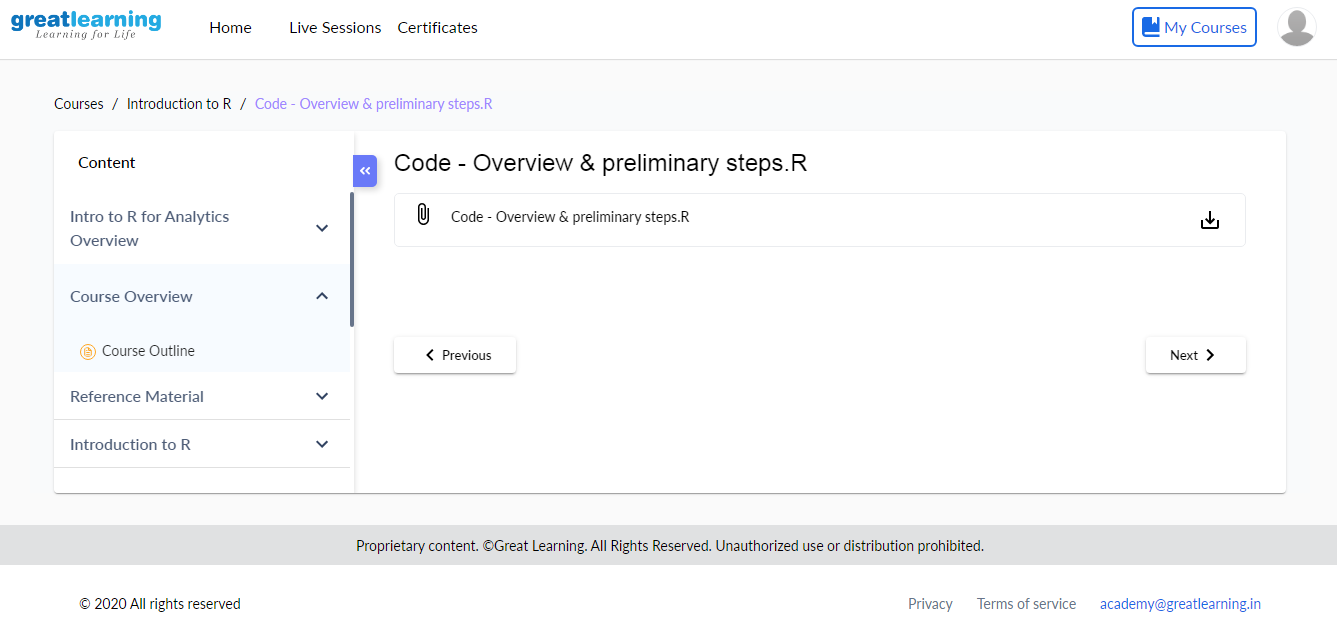 greatlearning
Learning for Life
Home Live Sessions Certificates
My Courses
Courses / Introduction to R / Code - Overview & preliminary steps.R
Content
Intro to R for Analytics
Overview
Course Overview
Course Outline
Reference Material
Introduction to R
Code - Overview & preliminary steps.R
Code - Overview & preliminary steps.R
Previous
Next
Proprietary content. ©Great Learning. All Rights Reserved. Unauthorized use or distribution prohibited.
© 2020 All rights reserved
Privacy Terms of service academy@greatlearning.in